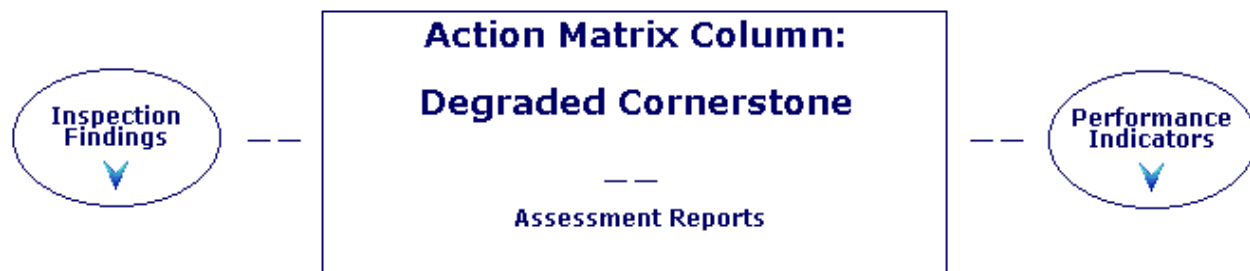 Action Matrix Column:
Degraded Cornerstone
Inspection
Findings
Performance
Indicators
Assessment Reports